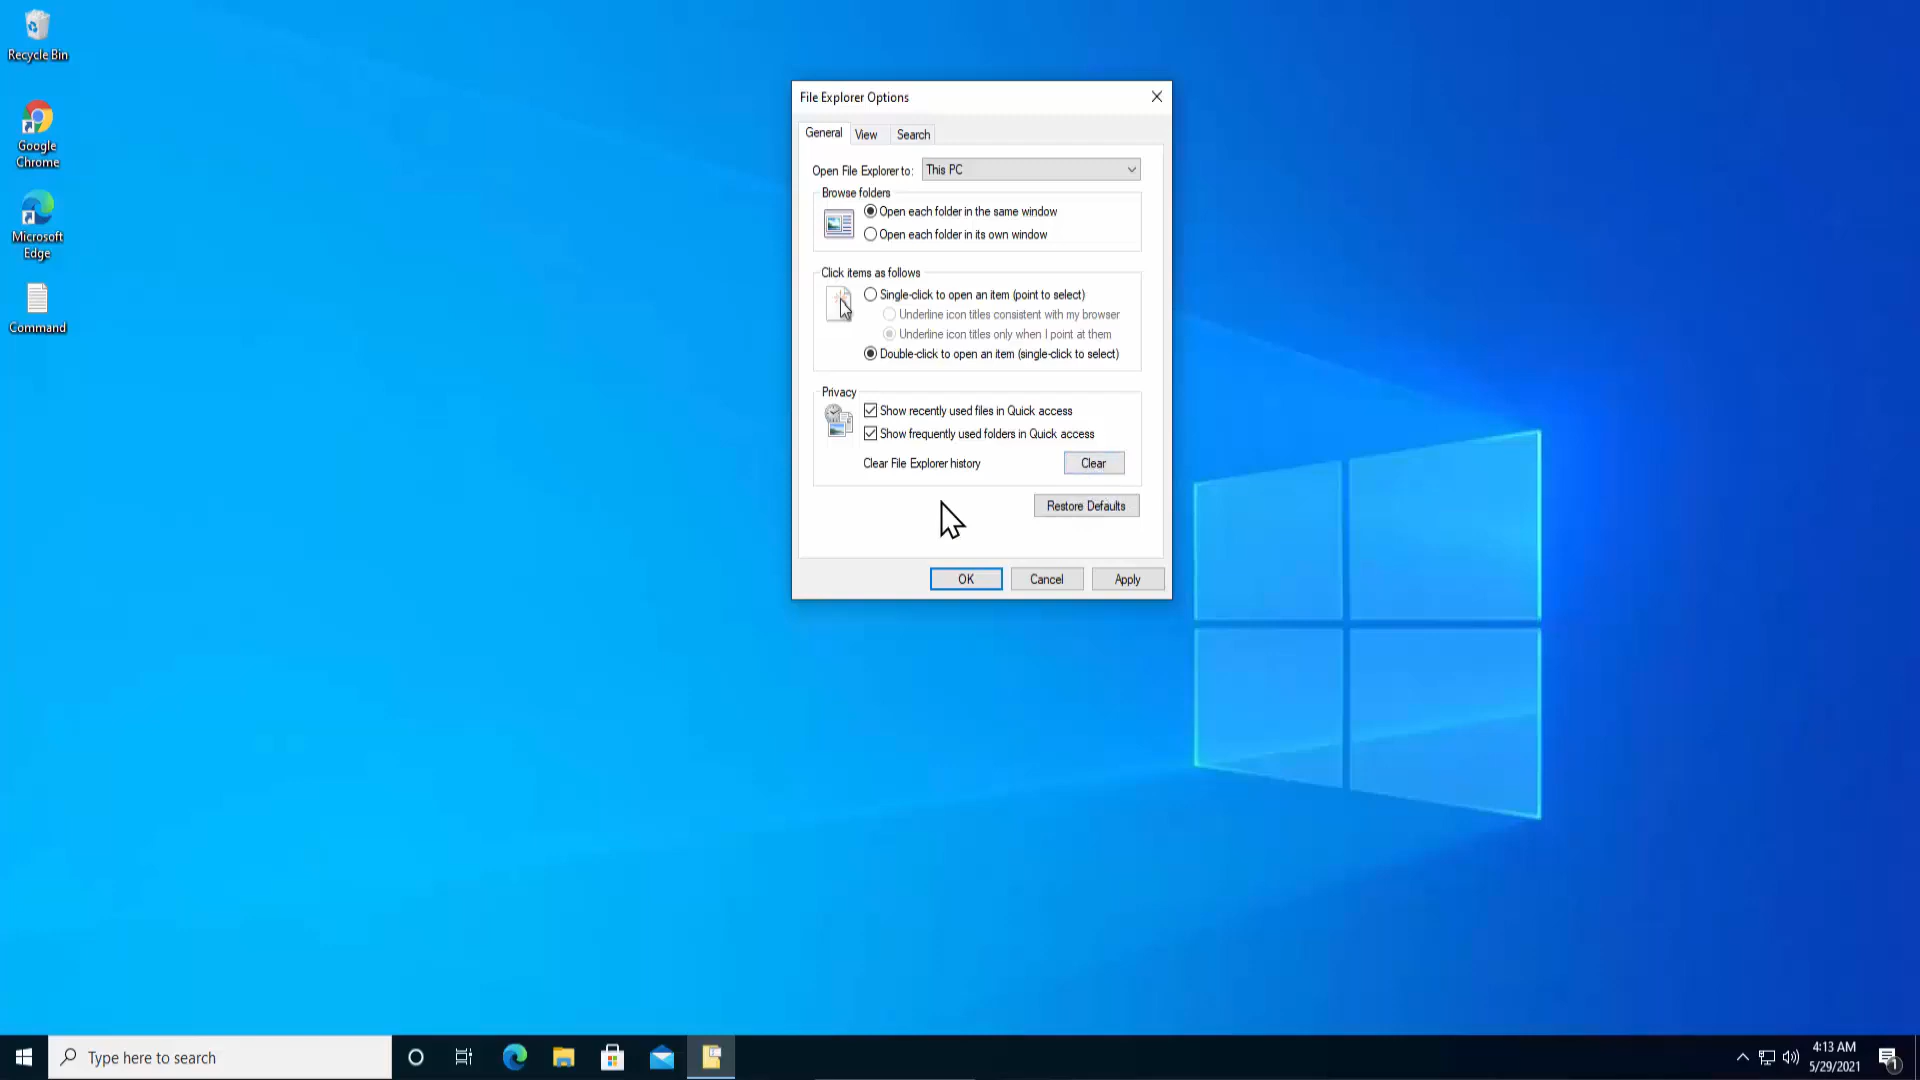 Recycle Bin
Google
Chrome
Microsoft
Edge
Command
File Explorer Options
General
View
Search
Open File Explorer to:
This PC
Browse folders
Open each folder in the same window
Open each folder in its own window
Click items as follows
Single-click to open an item (point to select)
Underline icon titles consistent with my browser
Underline icon titles only when I point at them
Double-click to open an item (single-click to select)
Privacy
Show recently used files in Quick access
Show frequently used folders in Quick access
Clear File Explorer history
Clear
Restore Defaults
OK
Cancel
Apply
Type here to search
4:13 AM
5/29/2021
1